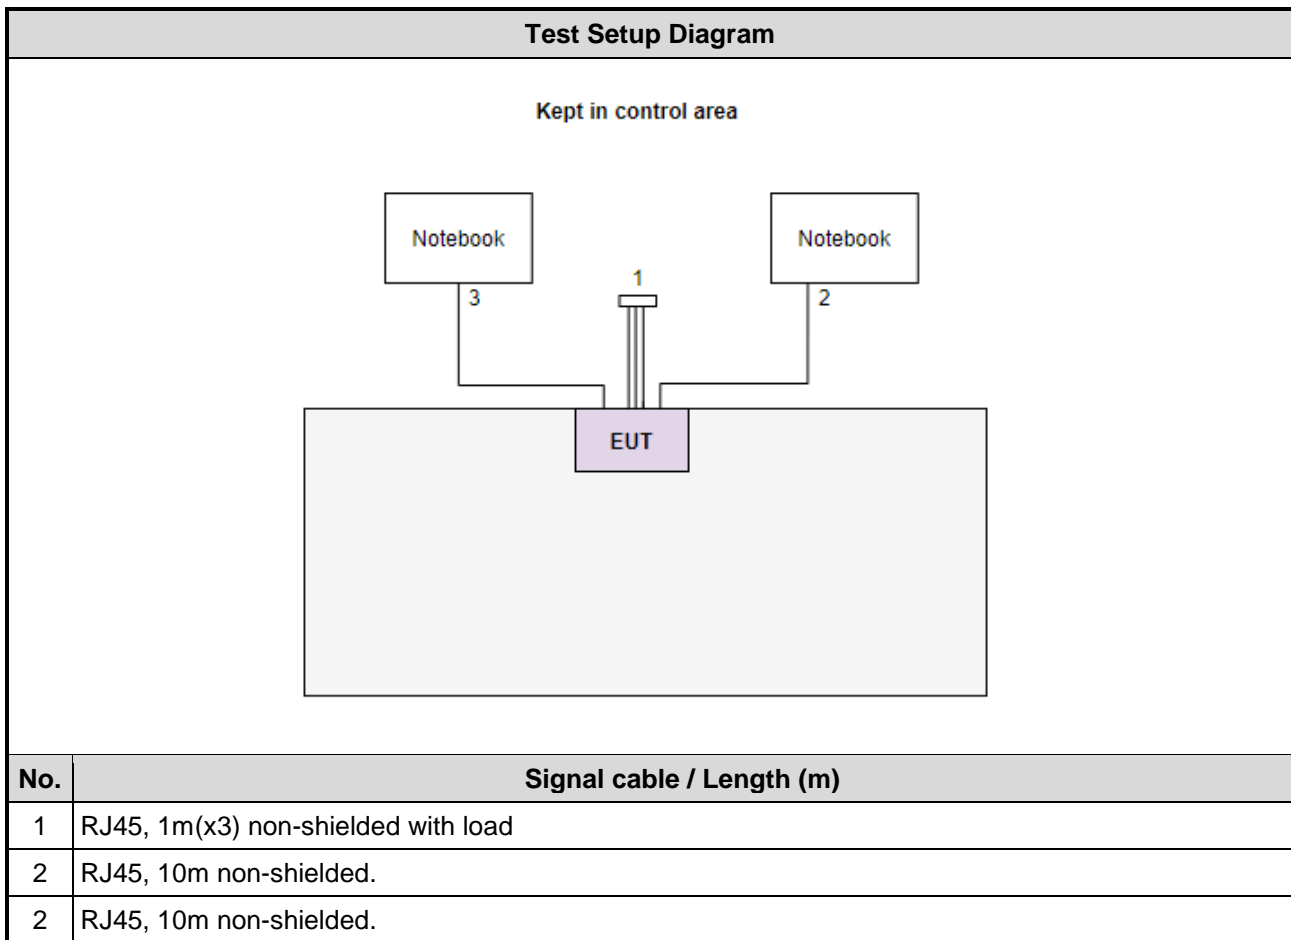 Test Setup Diagram
Kept in control area
Notebook
Notebook
1
3
2
EUT
No. Signal cable / Length (m)
1 RJ45, 1m(x3) non-shielded with load
2 RJ45, 10m non-shielded.
2 RJ45, 10m non-shielded.